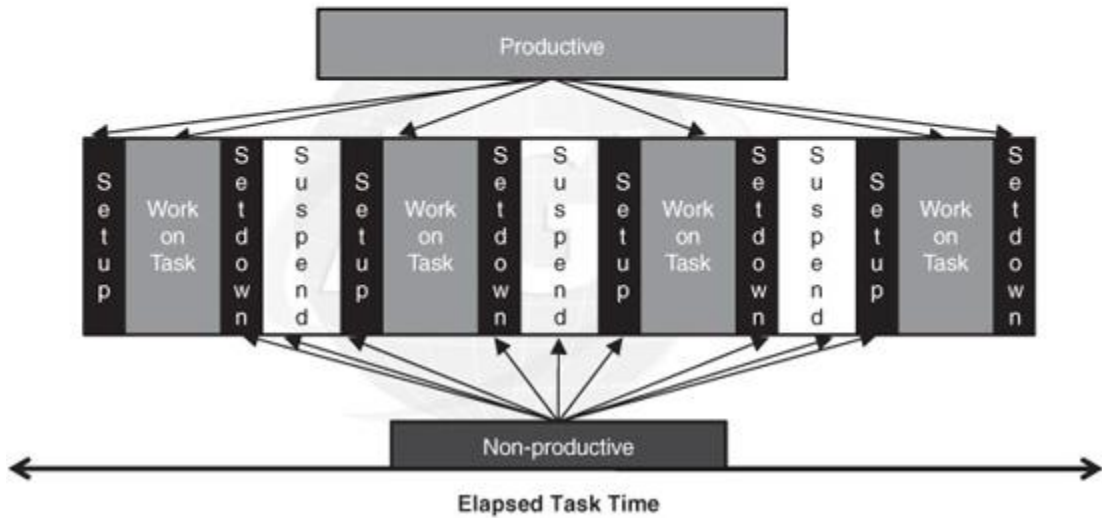 Productive
Setup
Work
on
Task
Setdown
Suspend
Setup
Work
on
Task
Setdown
Suspend
Setup
Work
on
Task
Setdown
Suspend
Setup
Work
on
Task
Setdown
Non-productive
Elapsed Task Time